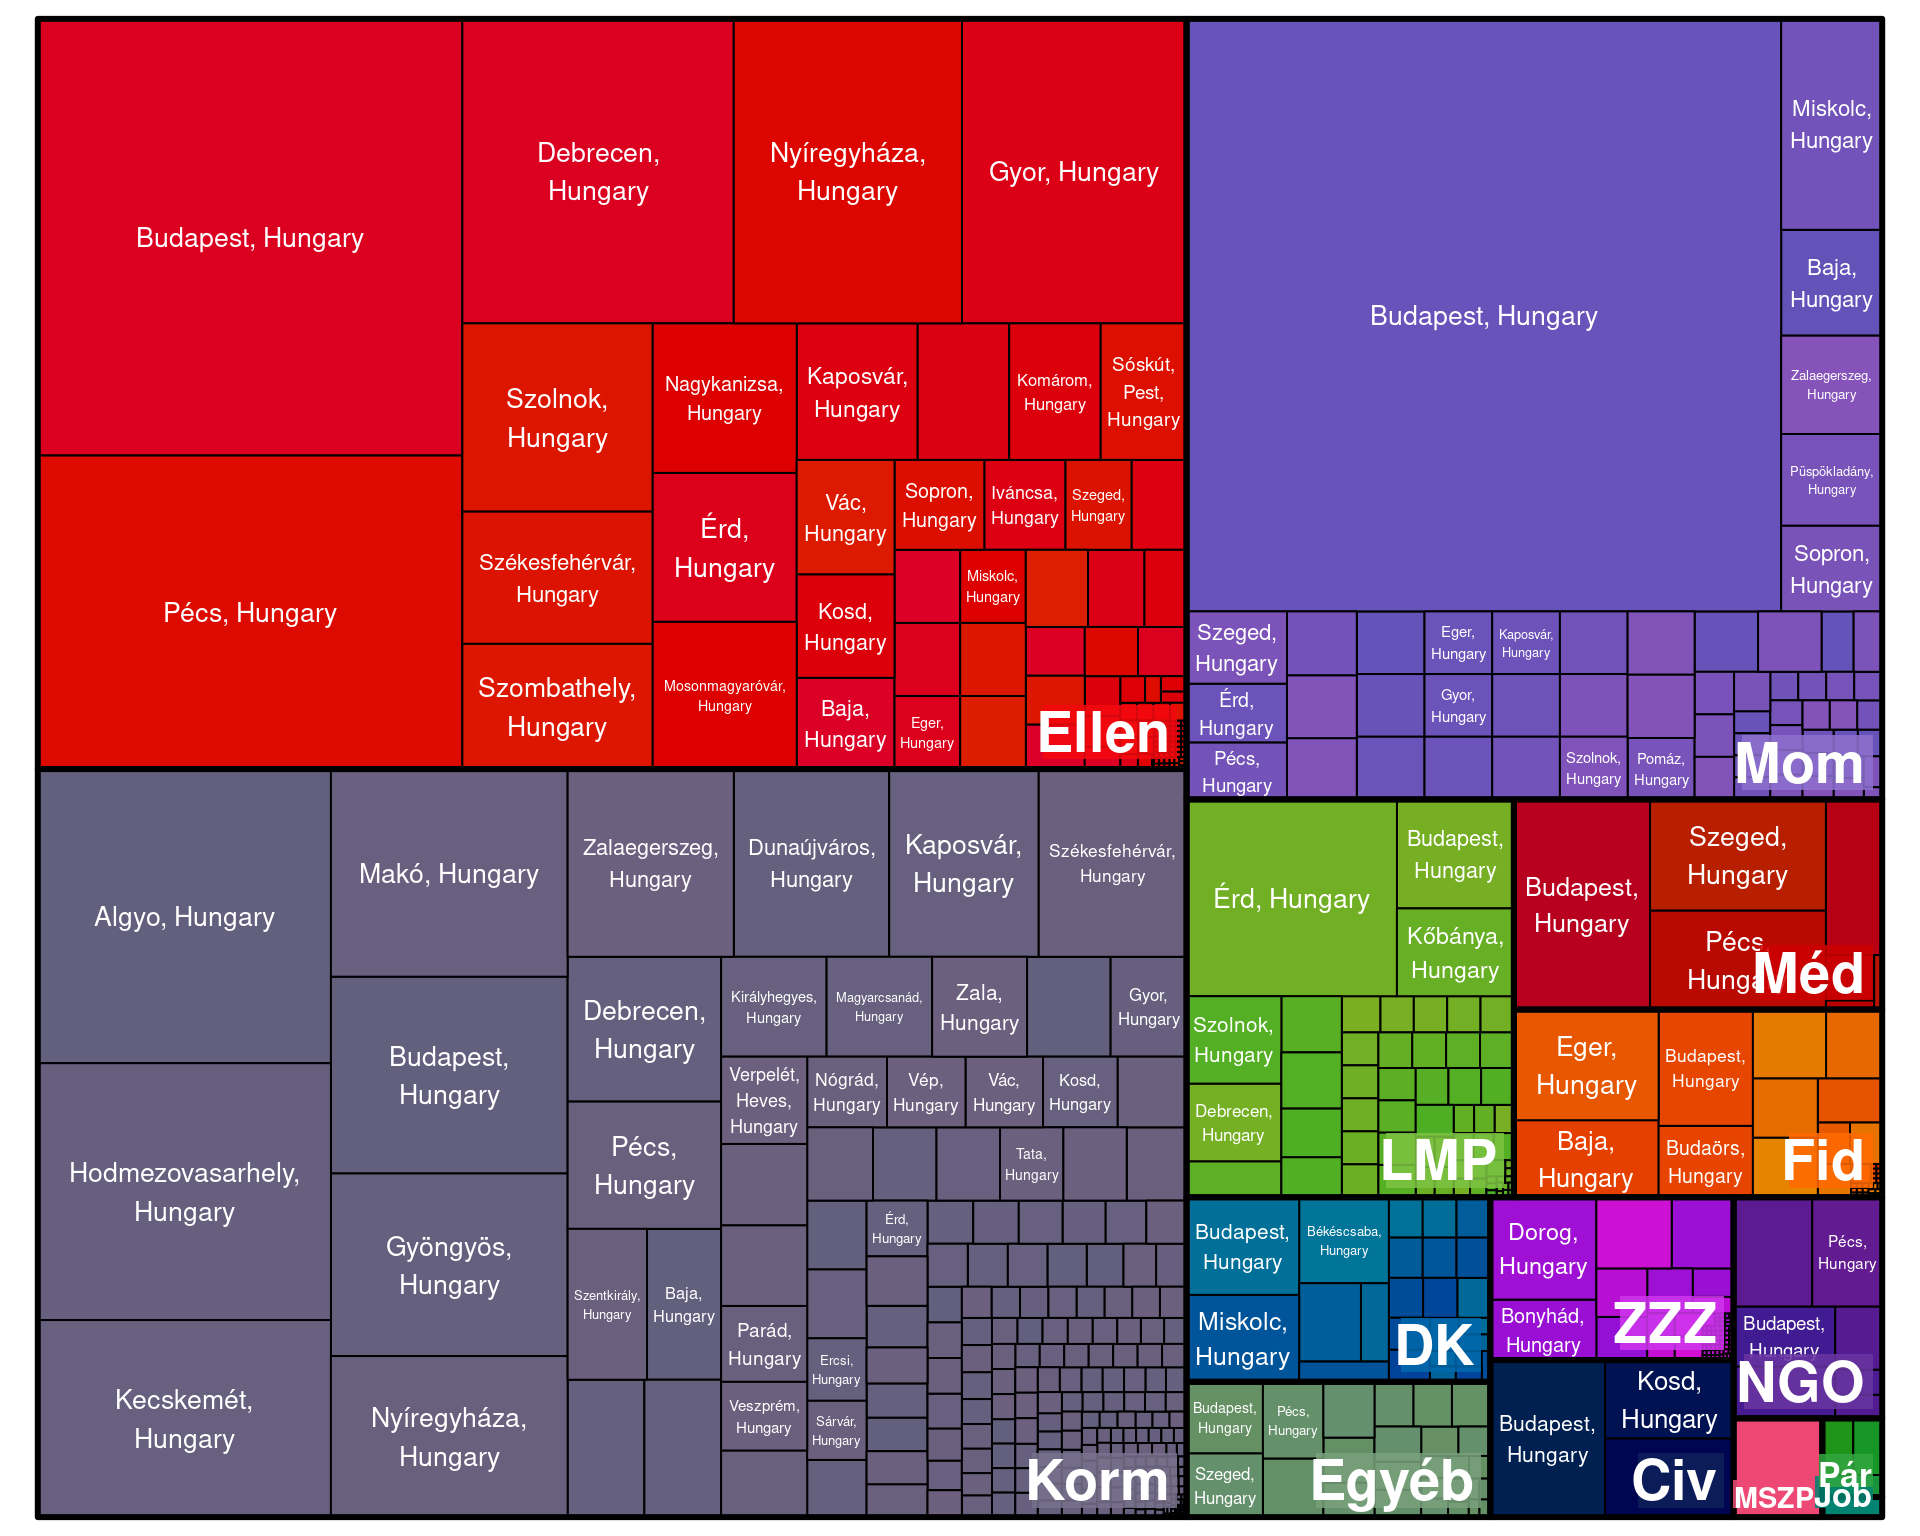 Budapest, Hungary
Pécs, Hungary
Debrecen,
Hungary
Nyíregyháza,
Hungary
Gyor, Hungary
Szolnok,
Hungary
Székesfehérvár,
Hungary
Szombathely,
Hungary
Nagykanizsa,
Hungary
Érd,
Hungary
Mosonmagyaróvár,
Hungary
Kaposvár,
Hungary
Komárom,
Hungary
Sóskút,
Pest,
Hungary
Vác,
Hungary
Kosd,
Hungary
Baja,
Hungary
Sopron,
Hungary
Iváncsa,
Hungary
Szeged,
Hungary
Miskolc,
Hungary
Eger,
Hungary
Ellen
Budapest, Hungary
Miskolc,
Hungary
Baja,
Hungary
Zalaegerszeg,
Hungary
Püspökladány,
Hungary
Sopron,
Hungary
Szeged,
Hungary
Érd,
Hungary
Pécs,
Hungary
Eger,
Hungary
Kaposvár,
Hungary
Gyor,
Hungary
Szolnok,
Hungary
Pomáz,
Hungary
Mom
Algyo, Hungary
Hodmezovasarhely,
Hungary
Kecskemét,
Hungary
Makó, Hungary
Budapest,
Hungary
Gyöngyös,
Hungary
Nyíregyháza,
Hungary
Zalaegerszeg,
Hungary
Dunaújváros,
Hungary
Kaposvár,
Hungary
Székesfehérvár,
Hungary
Debrecen,
Hungary
Pécs,
Hungary
Szentkirály,
Hungary
Baja,
Hungary
Királyhegyes,
Hungary
Magyarcsanád,
Hungary
Zala,
Hungary
Gyor,
Hungary
Verpelét,
Heves,
Hungary
Nógrád,
Hungary
Vép,
Hungary
Vác,
Hungary
Kosd,
Hungary
Tata,
Hungary
Érd,
Hungary
Parád,
Hungary
Ercsi,
Hungary
Veszprém,
Hungary
Sárvár,
Hungary
Korm
Érd, Hungary
Budapest,
Hungary
Kőbánya,
Hungary
Szolnok,
Hungary
Debrecen,
Hungary
LMP
Budapest,
Hungary
Szeged,
Hungary
Pécs,
Hunga
Méd
Eger,
Hungary
Baja,
Hungary
Budapest,
Hungary
Budaörs,
Hungary
Fid
Budapest,
Hungary
Miskolc,
Hungary
Békéscsaba,
Hungary
DK
Dorog,
Hungary
Bonyhád,
Hungary
ZZZ
Pécs,
Hungary
Budapest,
Hungary
NGO
Budapest,
Hungary
Szeged,
Hungary
Pécs,
Hungary
Egyéb
Budapest,
Hungary
Kosd,
Hungary
Civ
MSZP
Pár
Job